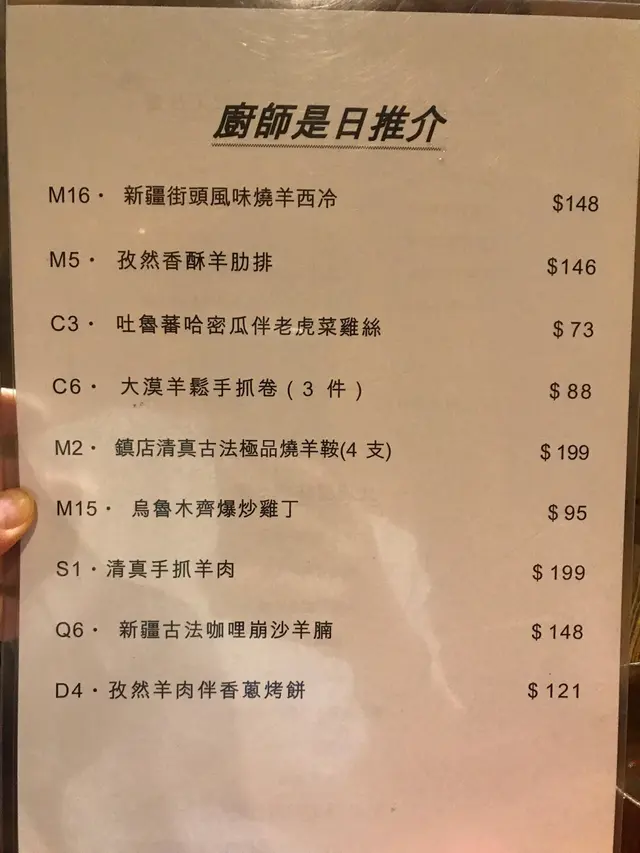 廚師是日推介
M16· 新疆街頭風味燒羊西冷 $148
M5· 孜然香酥羊肋排 $146
C3· 吐魯蕃哈密瓜伴老虎菜雞絲 $73
C6· 大漠羊鬆手抓卷(3 件) $88
M2· 鎮店清真古法極品燒羊鞍(4 支) $199
M15· 烏魯木齊爆炒雞丁 $95
S1·清真手抓羊肉 $199
Q6· 新疆古法咖哩崩沙羊腩 $148
D4·孜然羊肉伴香蔥烤餅 $121